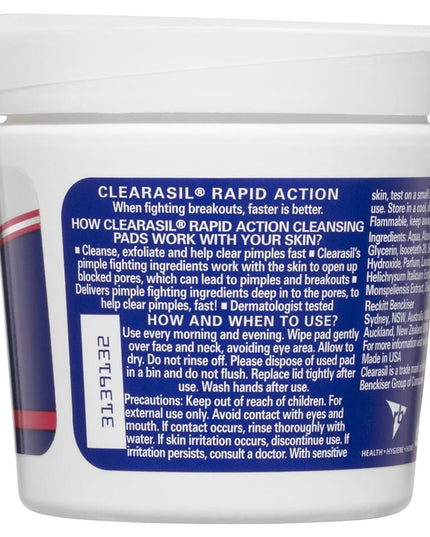 CLEARASIL® RAPID ACTION
When fighting breakouts, faster is better.
HOW CLEARASIL® RAPID ACTION CLEANSING
PADS WORK WITH YOUR SKIN?
▪ Cleanse, exfoliate and help clear pimples fast ▪ Clearasil's
pimple fighting ingredients work with the skin to open up
blocked pores, which can lead to pimples and breakouts ▪
Delivers pimple fighting ingredients deep in to the pores, to
help clear pimples, fast! ▪ Dermatologist tested
HOW AND WHEN TO USE?
Use every morning and evening. Wipe pad gently
over face and neck, avoiding eye area. Allow to
dry. Do not rinse off. Please dispose of used pad
in a bin and do not flush. Replace lid tightly after
use. Wash hands after use.
Precautions: Keep out of reach of children. For
external use only. Avoid contact with eyes and
mouth. If contact occurs, rinse thoroughly with
water. If skin irritation occurs, discontinue use. If
irritation persists, consult a doctor. With sensitive
3139132
skin, test on a small
use. Store in a cool,
Flammable, keep away
Ingredients: Aqua,
Glycerin, Isoceteth-20,
Hydroxide, Parfum,
Helichrysum Italicum
Monspeliensis Extract
Reckitt Benckiser
Sydney, NSW, Australia
Auckland, New Zealand
For more information visit
Made in USA
Clearasil is a trade mark
Benckiser Group of
rb
HEALTH • HYGIENE •